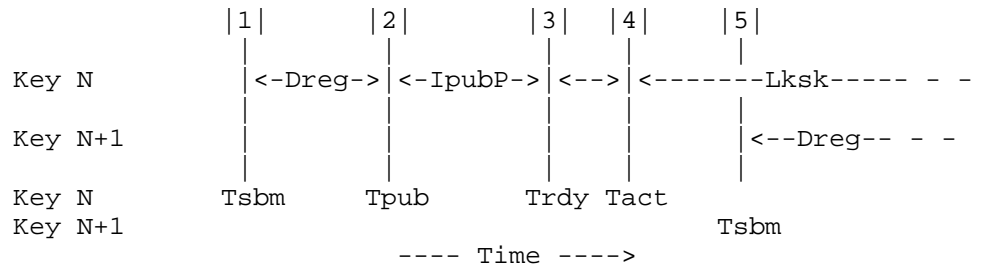 |1| |2| |3| |4| |5|
Key N |<-Dreg->|<-IpubP->|<-->|<-------Lksk----- - -
Key N+1 | | | | |<--Dreg-- - -
Key N Tsbm Tpub Trdy Tact
Key N+1 Tsbm
---- Time ---->